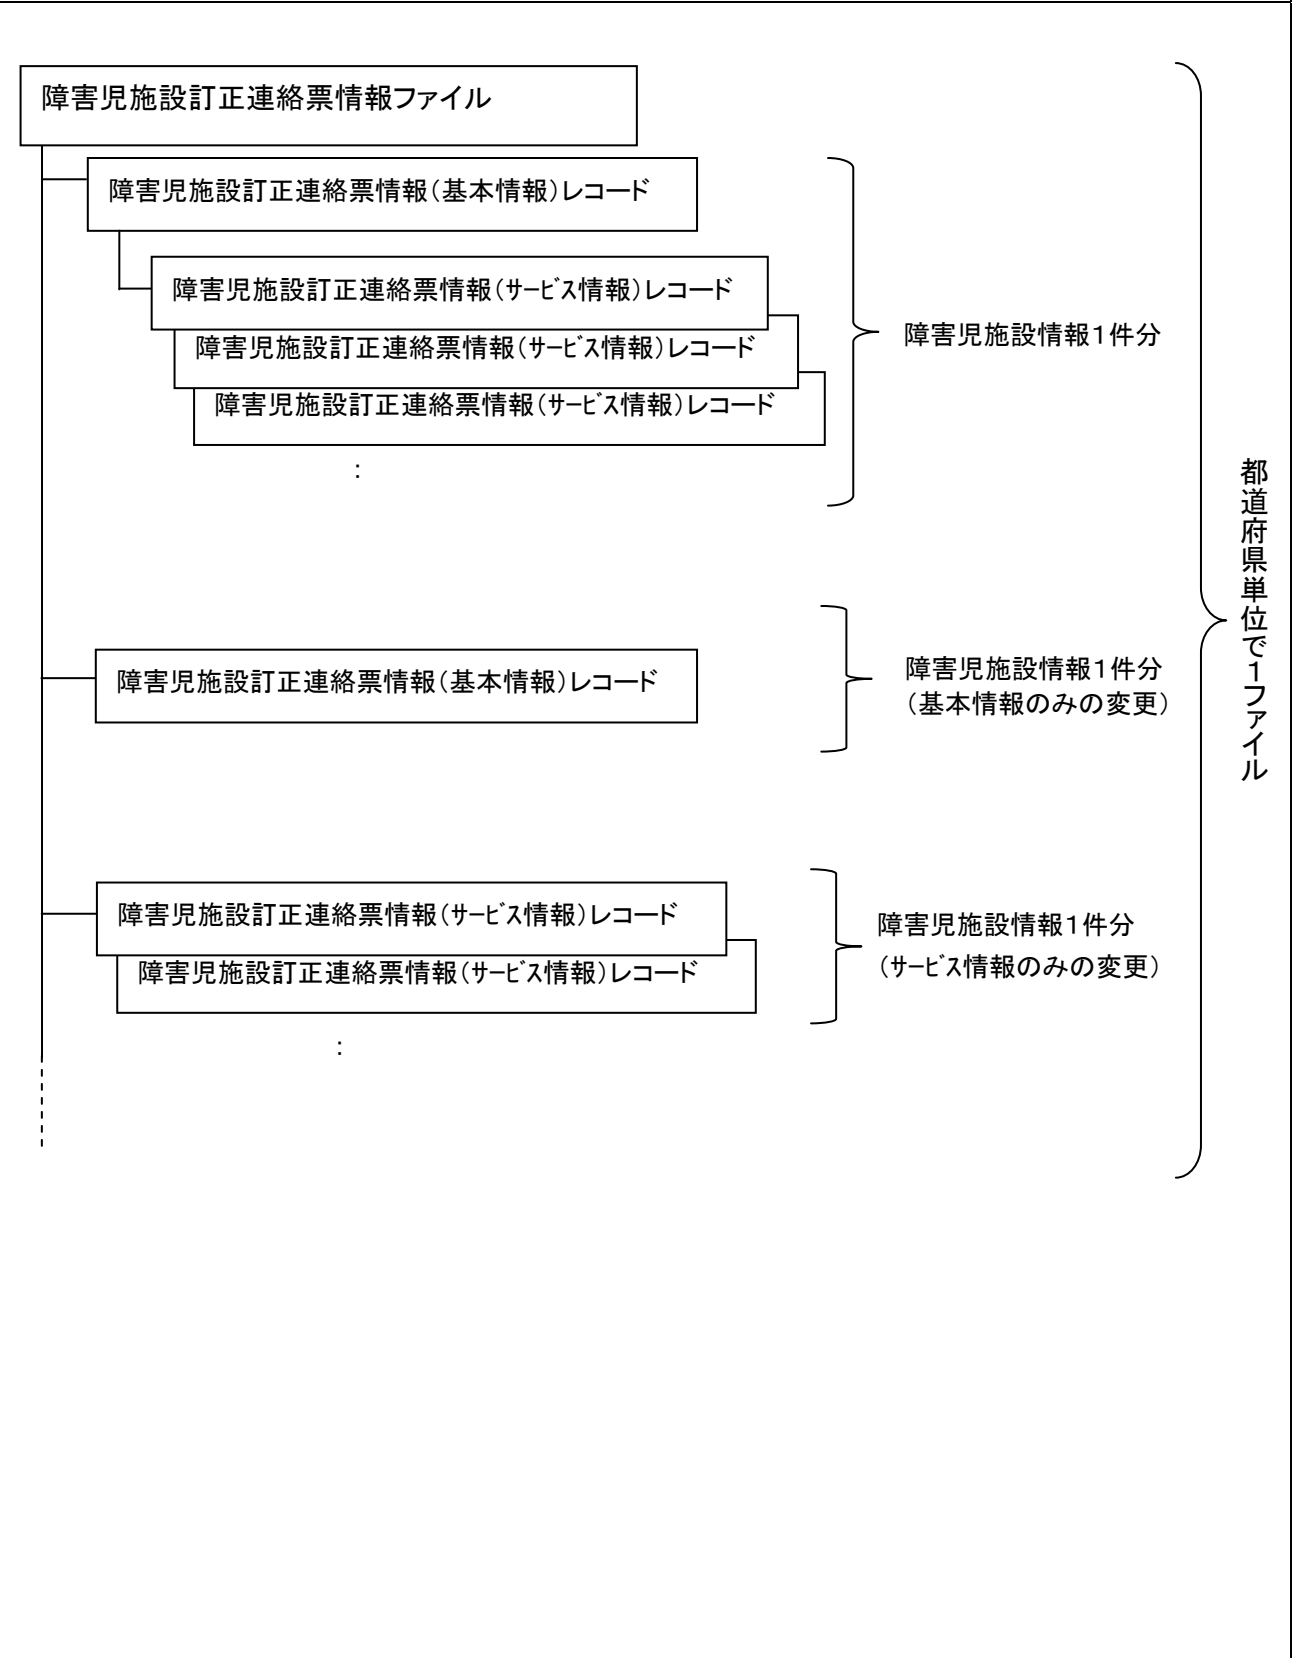 障害児施設訂正連絡票情報ファイル
障害児施設訂正連絡票情報（基本情報）レコード
障害児施設訂正連絡票情報（ｻｰﾋﾞｽ情報）レコード
障害児施設訂正連絡票情報（ｻｰﾋﾞｽ情報）レコード
障害児施設訂正連絡票情報（ｻｰﾋﾞｽ情報）レコード
：
障害児施設情報１件分
障害児施設訂正連絡票情報（基本情報）レコード
障害児施設情報１件分
（基本情報のみの変更）
障害児施設訂正連絡票情報（ｻｰﾋﾞｽ情報）レコード
障害児施設訂正連絡票情報（ｻｰﾋﾞｽ情報）レコード
：
障害児施設情報１件分
（ｻｰﾋﾞｽ情報のみの変更）
都道府県単位で１ファイル